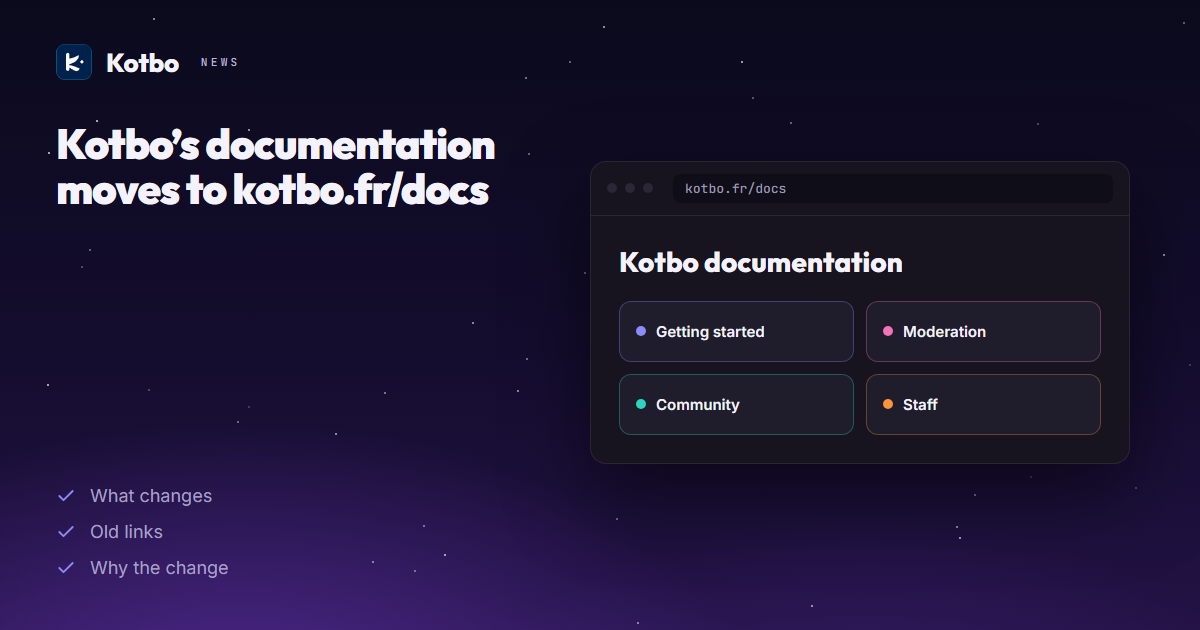 Kotbo
NEWS
Kotbo’s documentation
moves to kotbo.fr/docs
What changes
Old links
Why the change
kotbo.fr/docs
Kotbo documentation
Getting started
Moderation
Community
Staff